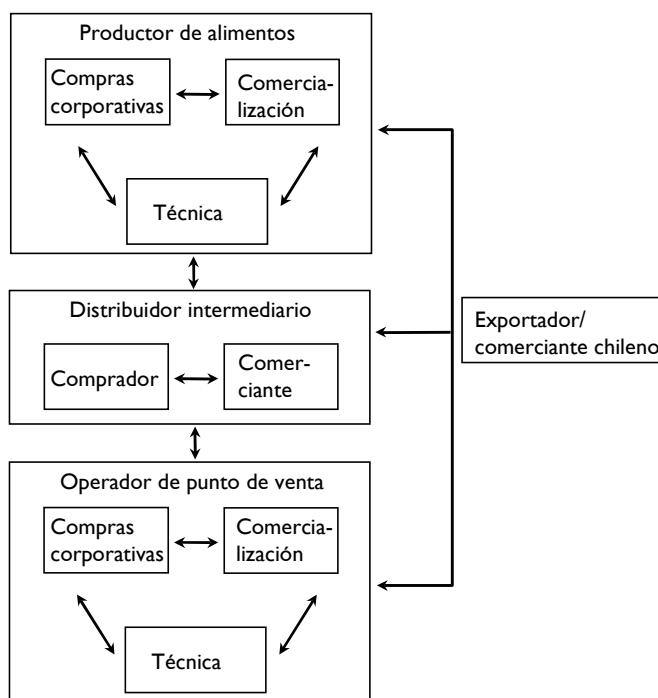 Productor de alimentos
Compras
corporativas
Comercia-
lización
Técnica
Distribuidor intermediario
Comprador
Comer-
ciante
Exportador/
comerciante chileno
Operador de punto de venta
Compras
corporativas
Comercia-
lización
Técnica